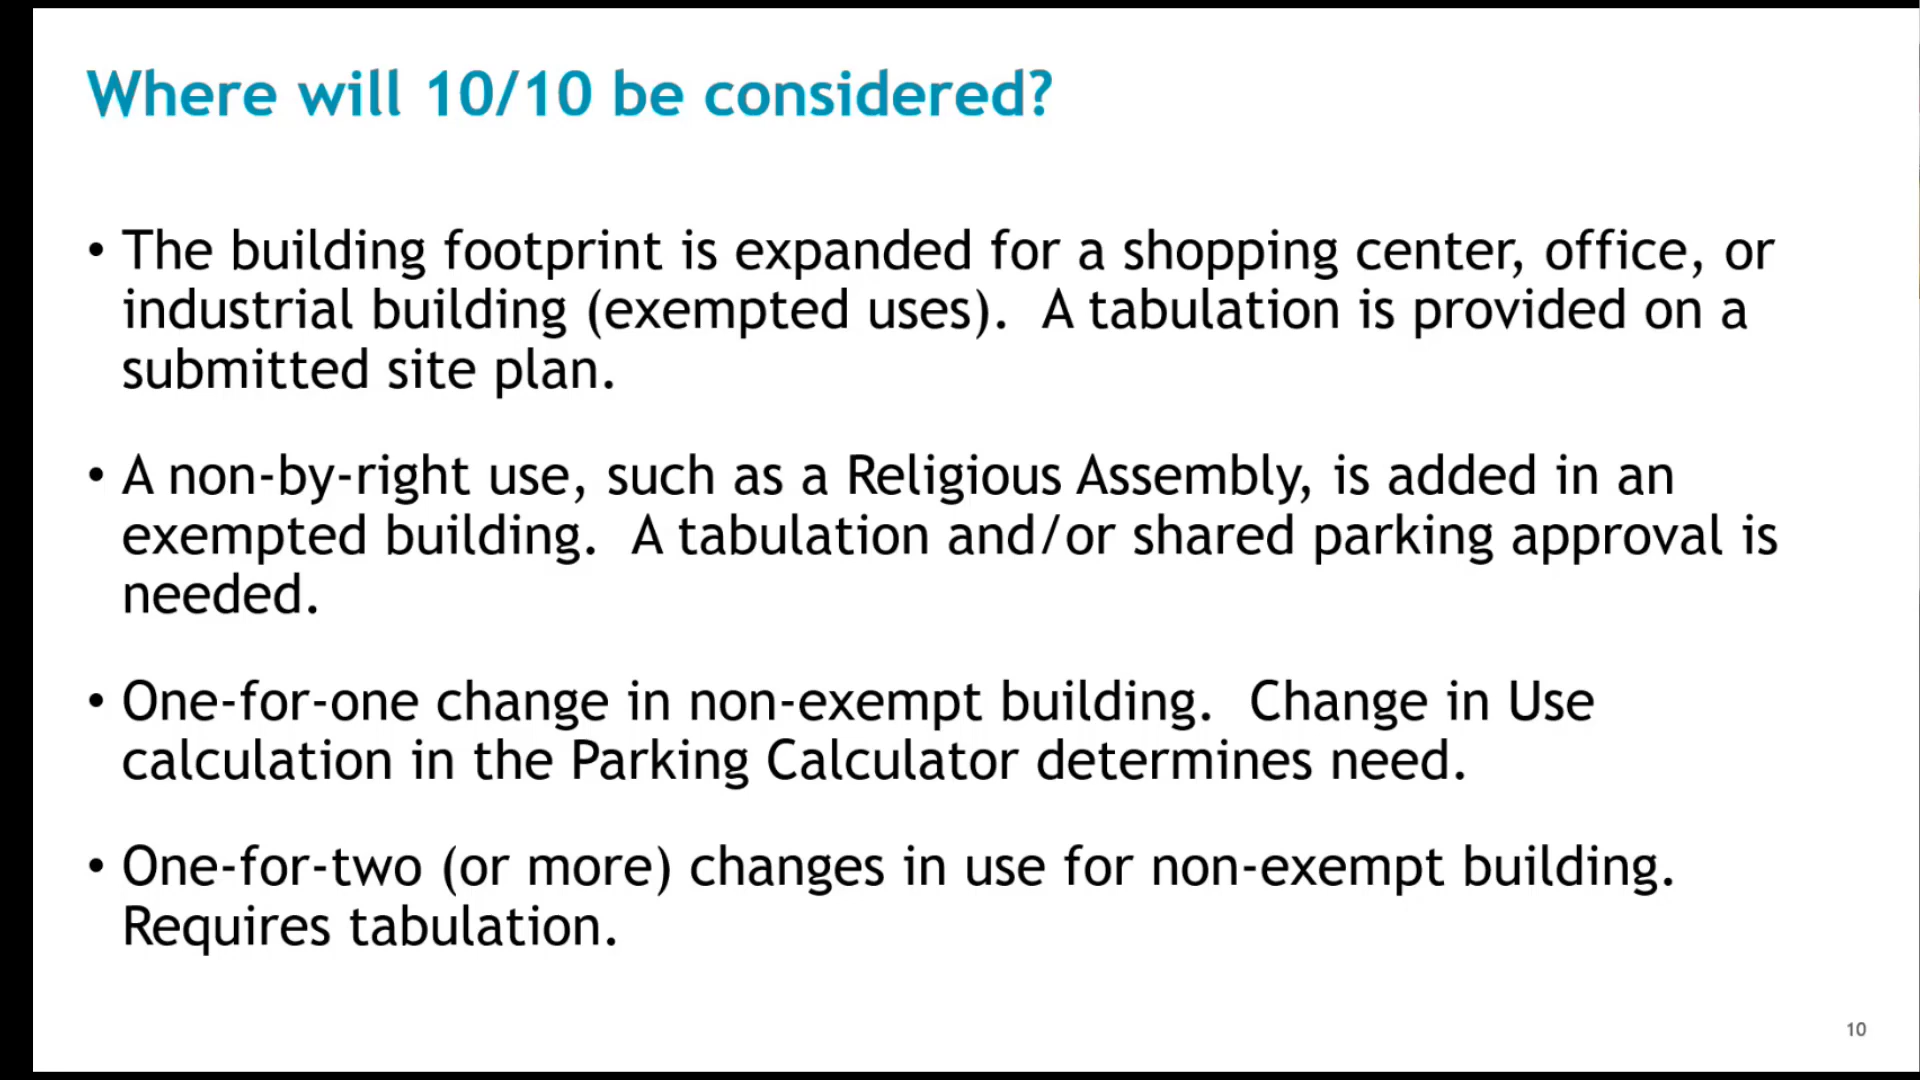 Where will 10/10 be considered?
• The building footprint is expanded for a shopping center, office, or
industrial building (exempted uses).  A tabulation is provided on a
submitted site plan.
• A non-by-right use, such as a Religious Assembly, is added in an
exempted building.  A tabulation and/or shared parking approval is
needed.
• One-for-one change in non-exempt building.  Change in Use
calculation in the Parking Calculator determines need.
• One-for-two (or more) changes in use for non-exempt building.
Requires tabulation.
10